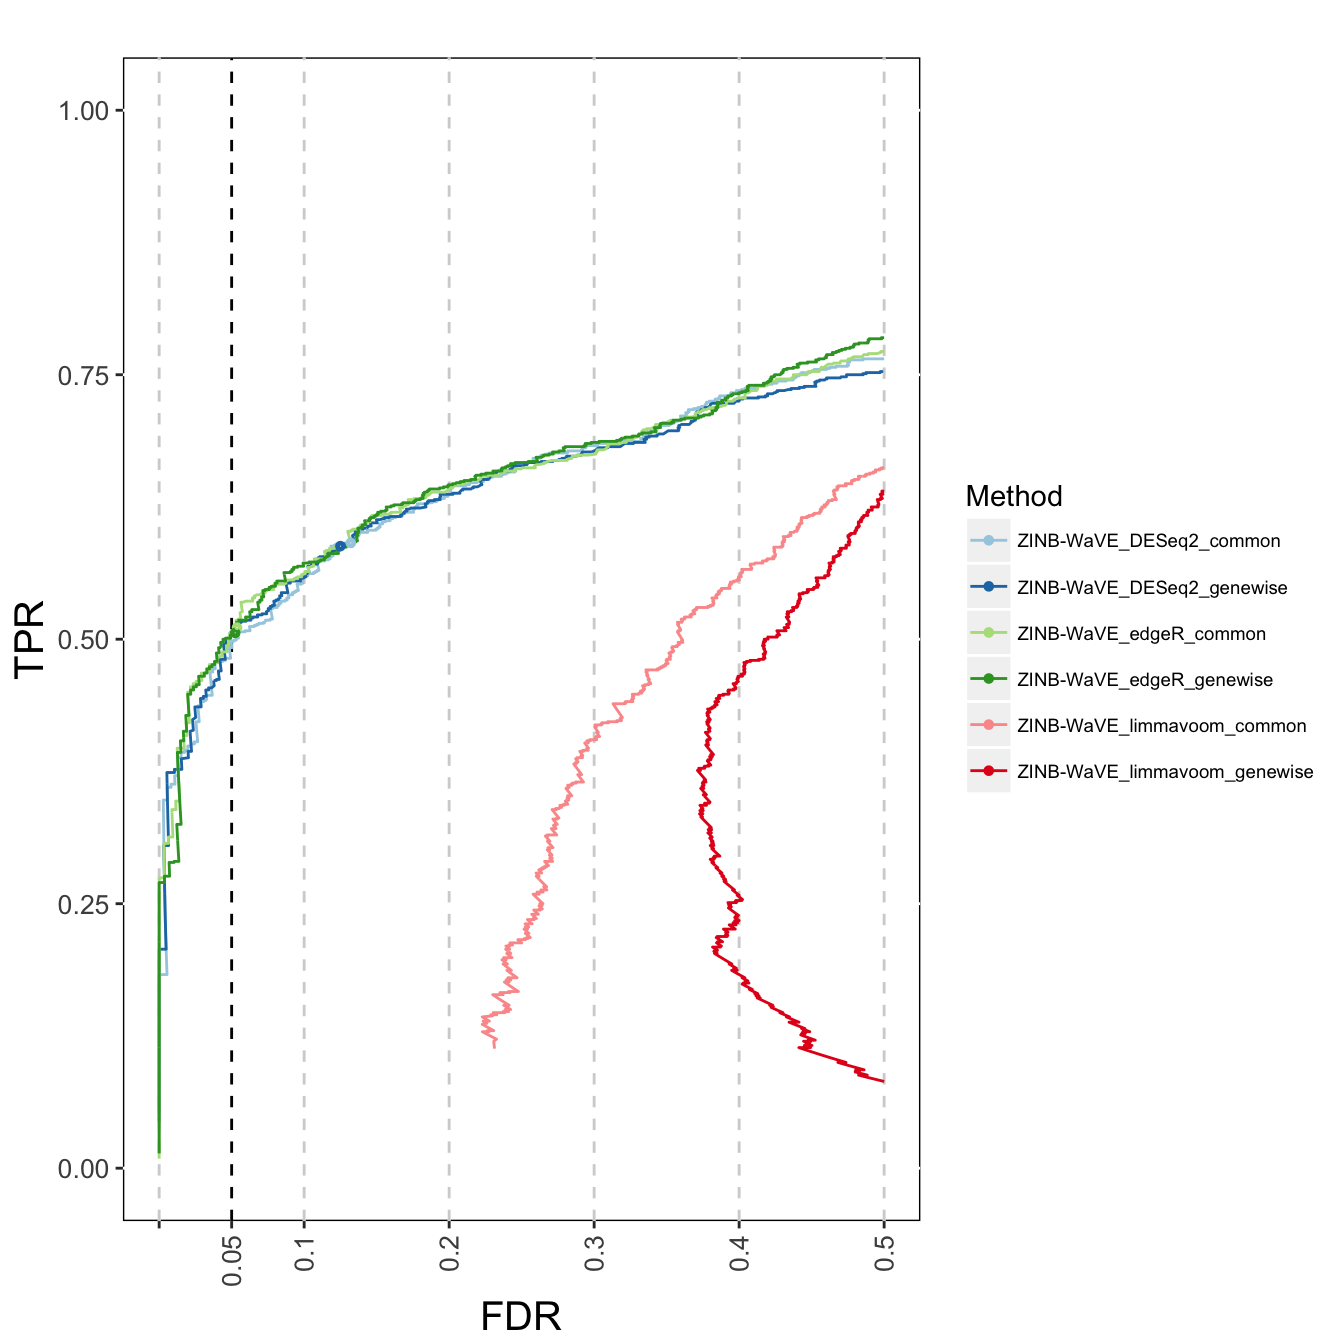 1.00
0.75
0.50
0.25
0.00
TPR
0.05
0.1
0.2
0.3
0.4
0.5
FDR
Method
ZINB-WaVE_DESeq2_common
ZINB-WaVE_DESeq2_genewise
ZINB-WaVE_edgeR_common
ZINB-WaVE_edgeR_genewise
ZINB-WaVE_limmavoom_common
ZINB-WaVE_limmavoom_genewise